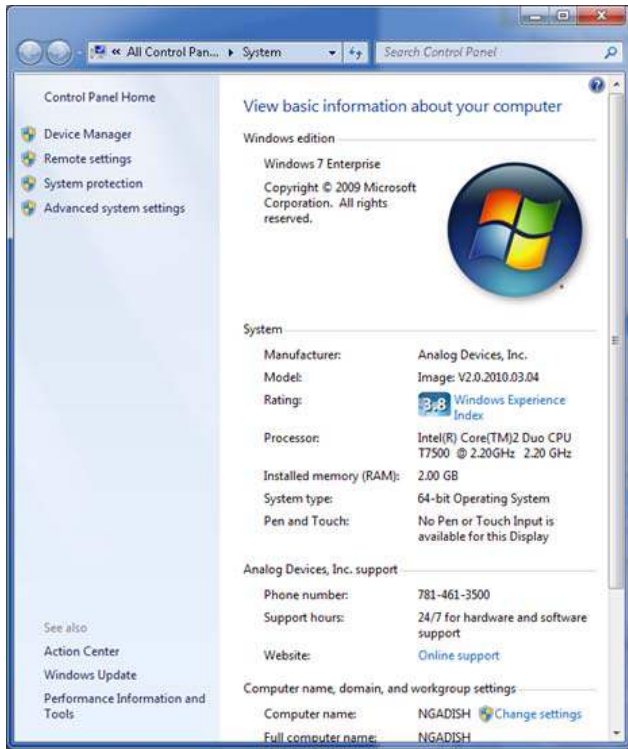 « All Control Pan... ▸ System
Search Control Panel
Control Panel Home
Device Manager
Remote settings
System protection
Advanced system settings
See also
Action Center
Windows Update
Performance Information and
Tools
View basic information about your computer
Windows edition
Windows 7 Enterprise
Copyright © 2009 Microsoft
Corporation. All rights
reserved.
System
Manufacturer: Analog Devices, Inc.
Model: Image: V2.0.2010.03.04
Rating: 3,8 Windows Experience
Index
Processor: Intel(R) Core(TM)2 Duo CPU
T7500 @ 2.20GHz 2.20 GHz
Installed memory (RAM): 2.00 GB
System type: 64-bit Operating System
Pen and Touch: No Pen or Touch Input is
available for this Display
Analog Devices, Inc. support
Phone number: 781-461-3500
Support hours: 24/7 for hardware and software
support
Website: Online support
Computer name, domain, and workgroup settings
Computer name: NGADISH Change settings
Full computer name: NGADISH